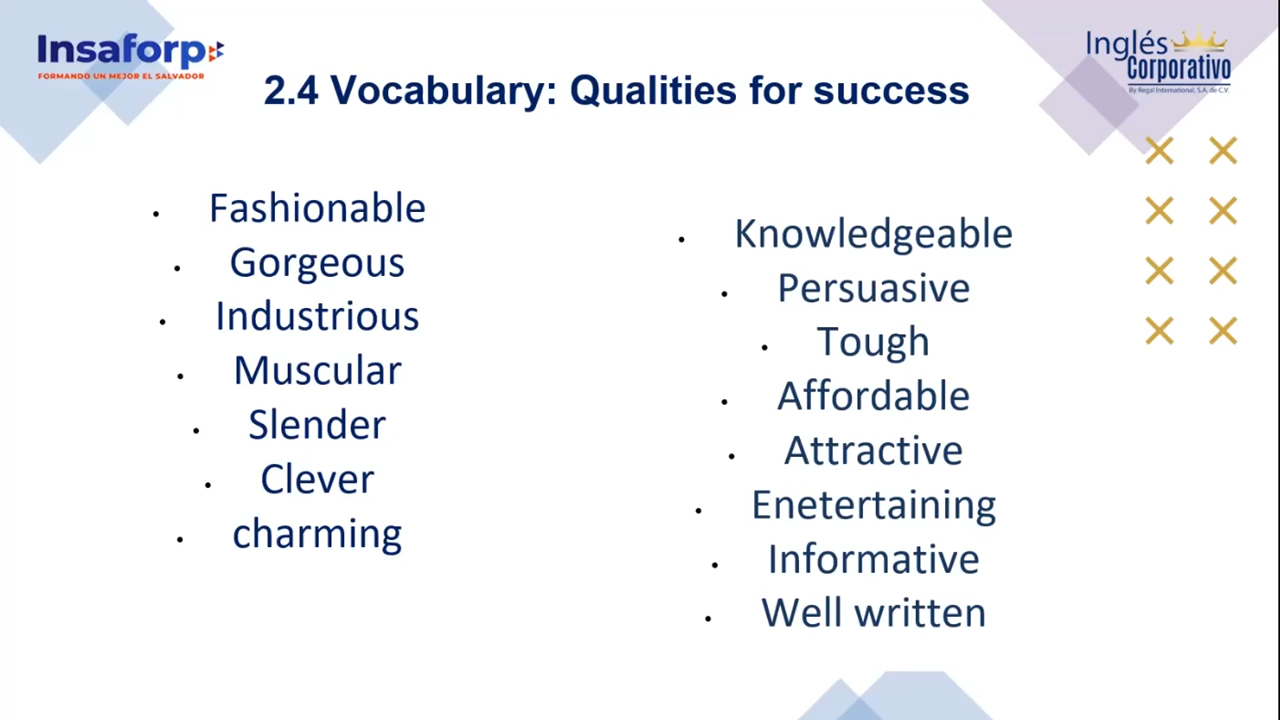 Insaforp
FORMANDO UN MEJOR EL SALVADOR
Inglés
Corporativo
By Regal International, S.A. de C.V.
2.4 Vocabulary: Qualities for success
• Fashionable
• Gorgeous
• Industrious
• Muscular
• Slender
• Clever
• charming
• Knowledgeable
• Persuasive
• Tough
• Affordable
• Attractive
• Enetertaining
• Informative
• Well written